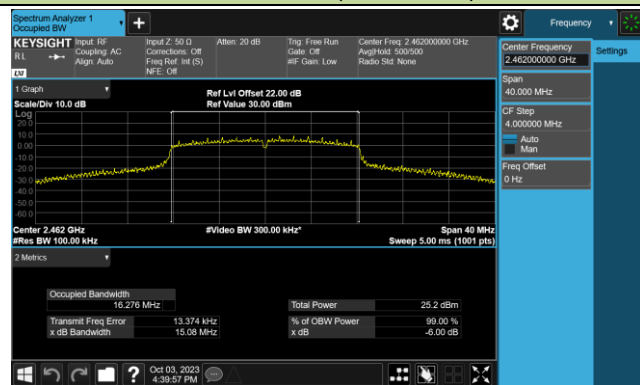 Spectrum Analyzer 1
Occupied BW
Frequency
KEYSIGHT
R L
LXI
Input: RF
Coupling: AC
Align: Auto
Input Z: 50 Ω
Corrections: Off
Freq Ref: Int (S)
NFE: Off
Atten: 20 dB
Trig: Free Run
Gate: Off
#IF Gain: Low
Center Freq: 2.462000000 GHz
Avg|Hold: 500/500
Radio Std: None
Center Frequency
2.462000000 GHz
Settings
Span
40.000 MHz
CF Step
4.000000 MHz
Auto
Man
Freq Offset
0 Hz
1 Graph
Scale/Div 10.0 dB
Ref Lvl Offset 22.00 dB
Ref Value 30.00 dBm
Log
20.0
10.0
0.00
-10.0
-20.0
-30.0
-40.0
-50.0
-60.0
Center 2.462 GHz
#Res BW 100.00 kHz
#Video BW 300.00 kHz*
Span 40 MHz
Sweep 5.00 ms (1001 pts)
2 Metrics
Occupied Bandwidth
16.276 MHz
Total Power 25.2 dBm
Transmit Freq Error 13.374 kHz
% of OBW Power 99.00 %
x dB Bandwidth 15.08 MHz
x dB -6.00 dB
?
Oct 03, 2023
4:39:57 PM